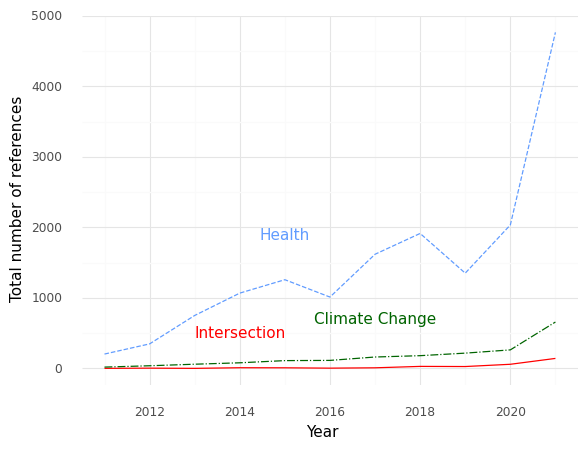 5000
4000
3000
2000
1000
0
Total number of references
Health
Climate Change
Intersection
2012 2014 2016 2018 2020
Year